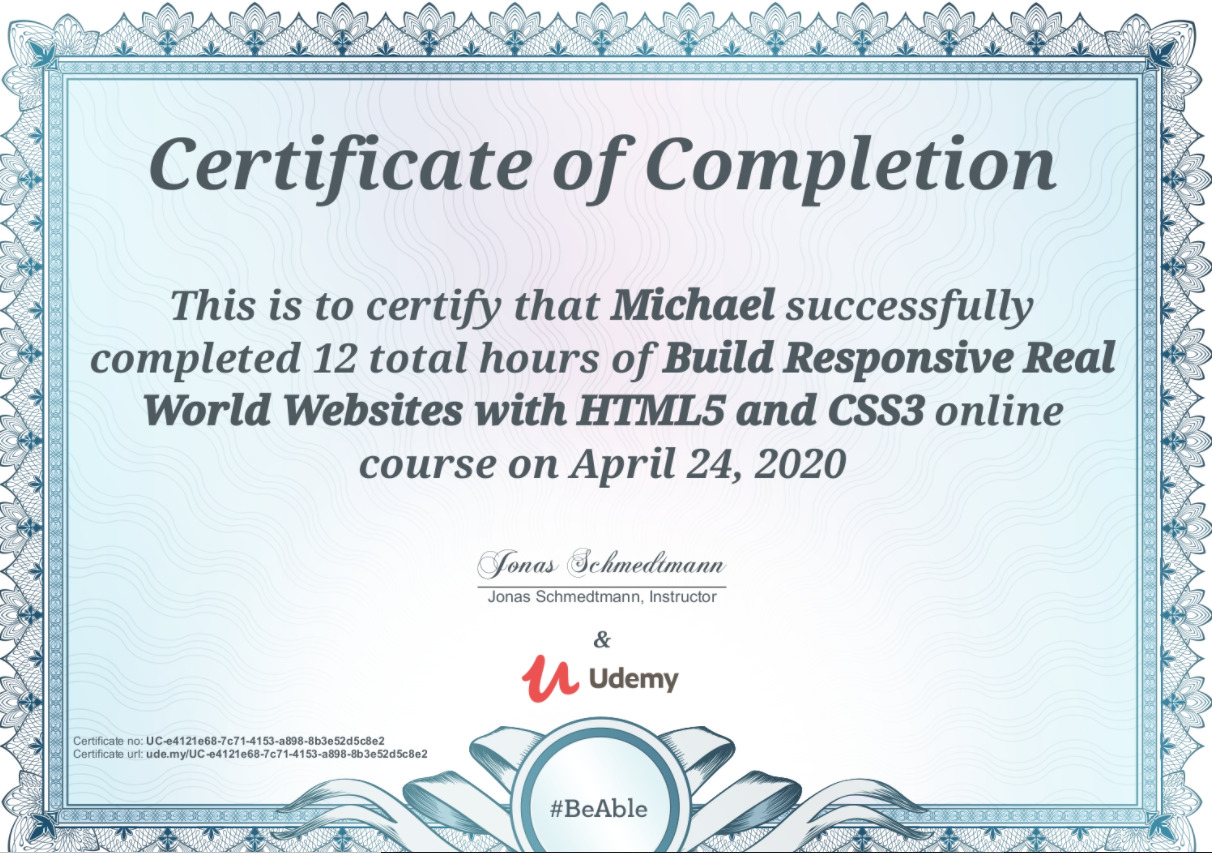 Certificate of Completion
This is to certify that Michael successfully
completed 12 total hours of Build Responsive Real
World Websites with HTML5 and CSS3 online
course on April 24, 2020
Jonas Schmedtmann
Jonas Schmedtmann, Instructor
&
Udemy
Certificate no: UC-e4121e68-7c71-4153-a898-8b3e52d5c8e2
Certificate url: ude.my/UC-e4121e68-7c71-4153-a898-8b3e52d5c8e2
#BeAble